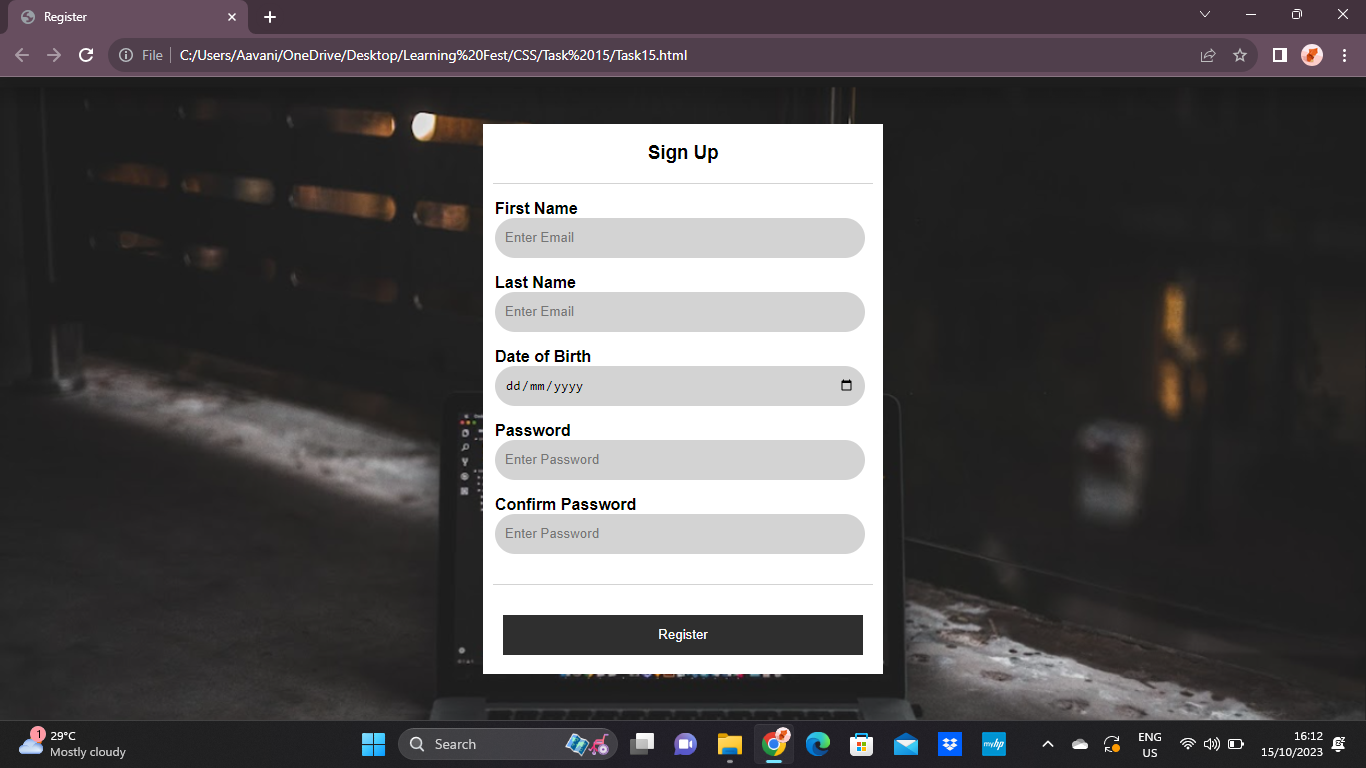 Register
File
C:/Users/Aavani/OneDrive/Desktop/Learning%20Fest/CSS/Task%2015/Task15.html
Sign Up
First Name
Enter Email
Last Name
Enter Email
Date of Birth
dd/mm/yyyy
Password
Enter Password
Confirm Password
Enter Password
Register
1
29°C
Mostly cloudy
Search
myhp
ENG
US
16:12
15/10/2023